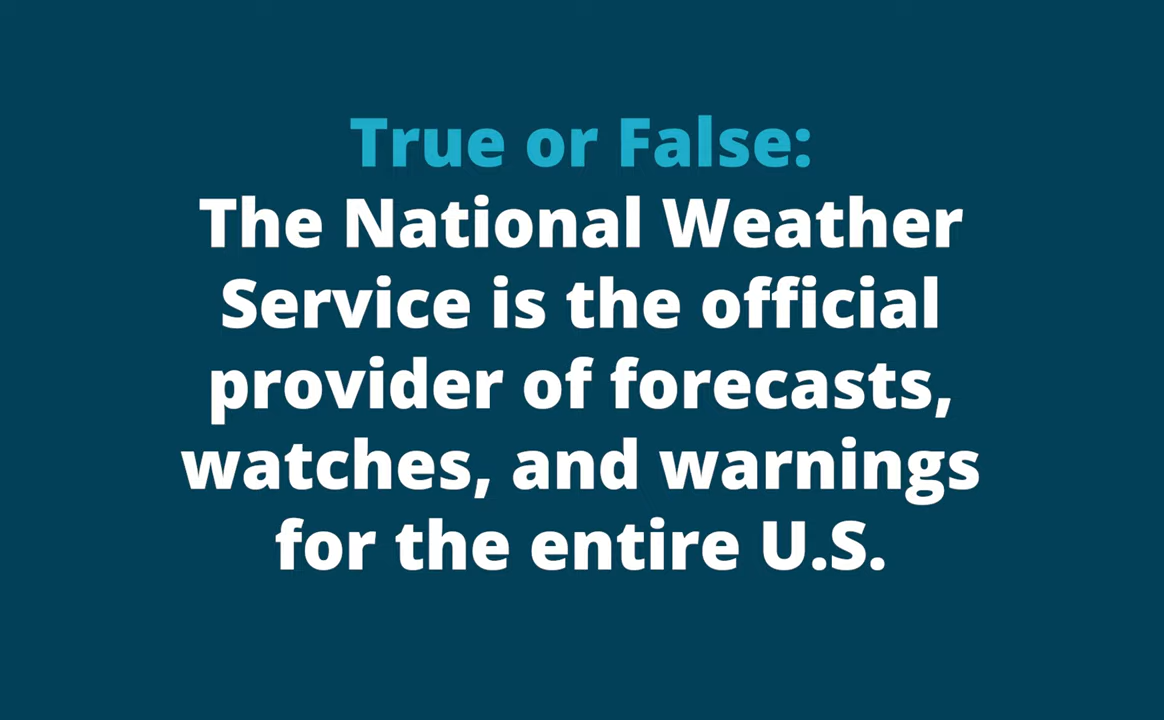 True or False:
The National Weather
Service is the official
provider of forecasts,
watches, and warnings
for the entire U.S.